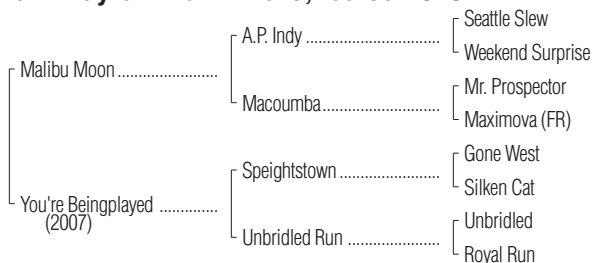 Seattle Slew
A.P. Indy
Weekend Surprise
Malibu Moon
Mr. Prospector
Macoumba
Maximova (FR)
Gone West
Speightstown
Silken Cat
You're Beingplayed
(2007)
Unbridled
Unbridled Run
Royal Run